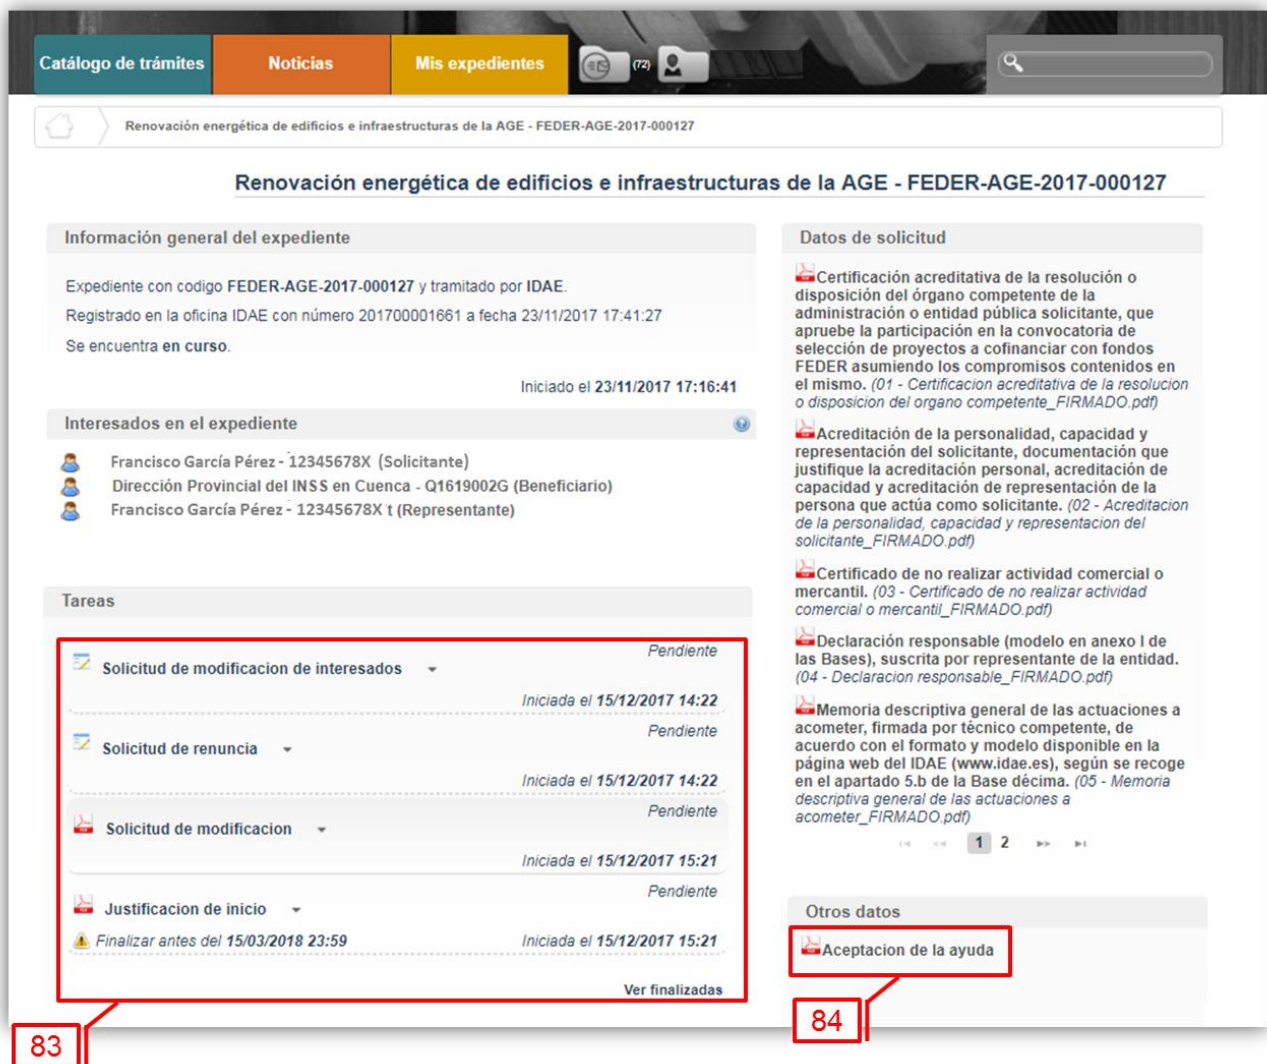 Catálogo de trámites
Noticias
Mis expedientes
(72)
Renovación energética de edificios e infraestructuras de la AGE - FEDER-AGE-2017-000127
Renovación energética de edificios e infraestructuras de la AGE - FEDER-AGE-2017-000127
Información general del expediente
Expediente con codigo FEDER-AGE-2017-000127 y tramitado por IDAE.
Registrado en la oficina IDAE con número 201700001661 a fecha 23/11/2017 17:41:27
Se encuentra en curso.
Iniciado el 23/11/2017 17:16:41
Interesados en el expediente
Francisco García Pérez - 12345678X (Solicitante)
Dirección Provincial del INSS en Cuenca - Q1619002G (Beneficiario)
Francisco García Pérez - 12345678X t (Representante)
Tareas
Pendiente
Solicitud de modificacion de interesados
Iniciada el 15/12/2017 14:22
Pendiente
Solicitud de renuncia
Iniciada el 15/12/2017 14:22
Pendiente
Solicitud de modificacion
Iniciada el 15/12/2017 15:21
Pendiente
Justificacion de inicio
Finalizar antes del 15/03/2018 23:59 Iniciada el 15/12/2017 15:21
Ver finalizadas
83
Datos de solicitud
Certificación acreditativa de la resolución o
disposición del órgano competente de la
administración o entidad pública solicitante, que
apruebe la participación en la convocatoria de
selección de proyectos a cofinanciar con fondos
FEDER asumiendo los compromisos contenidos en
el mismo. (01 - Certificacion acreditativa de la resolucion
o disposicion del organo competente_FIRMADO.pdf)
Acreditación de la personalidad, capacidad y
representación del solicitante, documentación que
justifique la acreditación personal, acreditación de
capacidad y acreditación de representación de la
persona que actúa como solicitante. (02 - Acreditacion
de la personalidad, capacidad y representacion del
solicitante_FIRMADO.pdf)
Certificado de no realizar actividad comercial o
mercantil. (03 - Certificado de no realizar actividad
comercial o mercantil_FIRMADO.pdf)
Declaración responsable (modelo en anexo I de
las Bases), suscrita por representante de la entidad.
(04 - Declaracion responsable_FIRMADO.pdf)
Memoria descriptiva general de las actuaciones a
acometer, firmada por técnico competente, de
acuerdo con el formato y modelo disponible en la
página web del IDAE (www.idae.es), según se recoge
en el apartado 5.b de la Base décima. (05 - Memoria
descriptiva general de las actuaciones a
acometer_FIRMADO.pdf)
1 2
Otros datos
Aceptacion de la ayuda
84